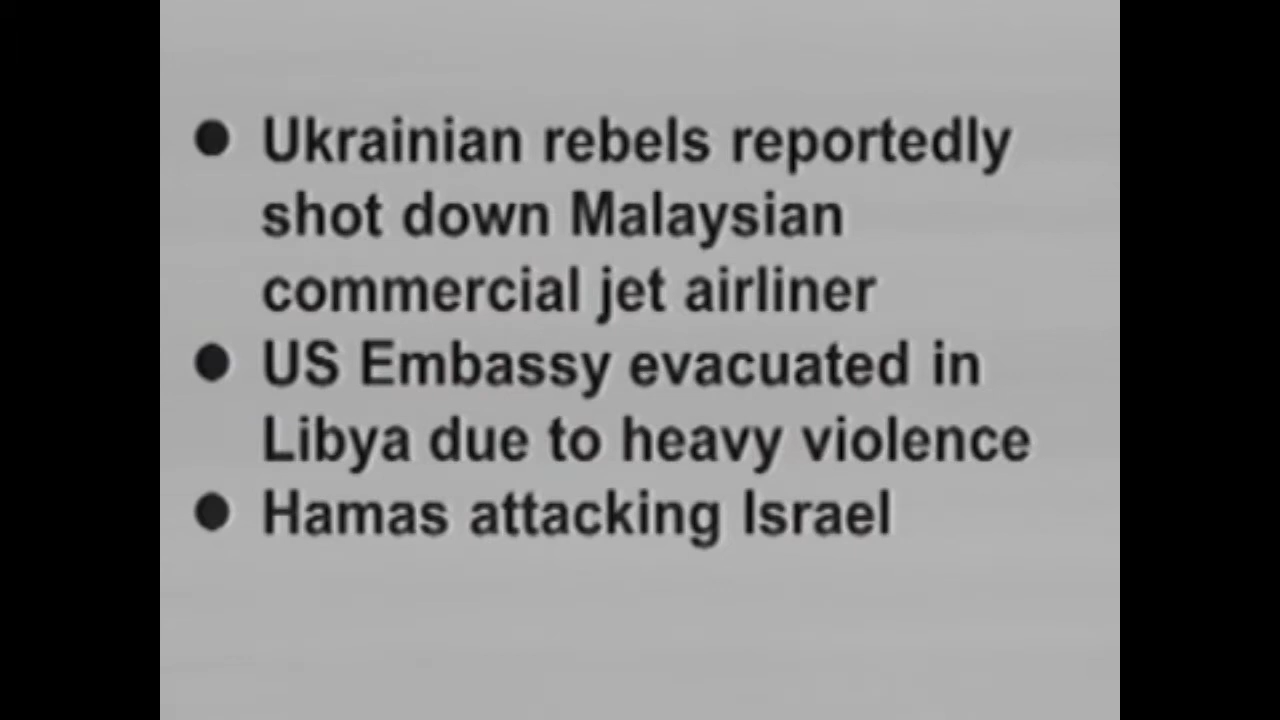 ● Ukrainian rebels reportedly
shot down Malaysian
commercial jet airliner
● US Embassy evacuated in
Libya due to heavy violence
● Hamas attacking Israel